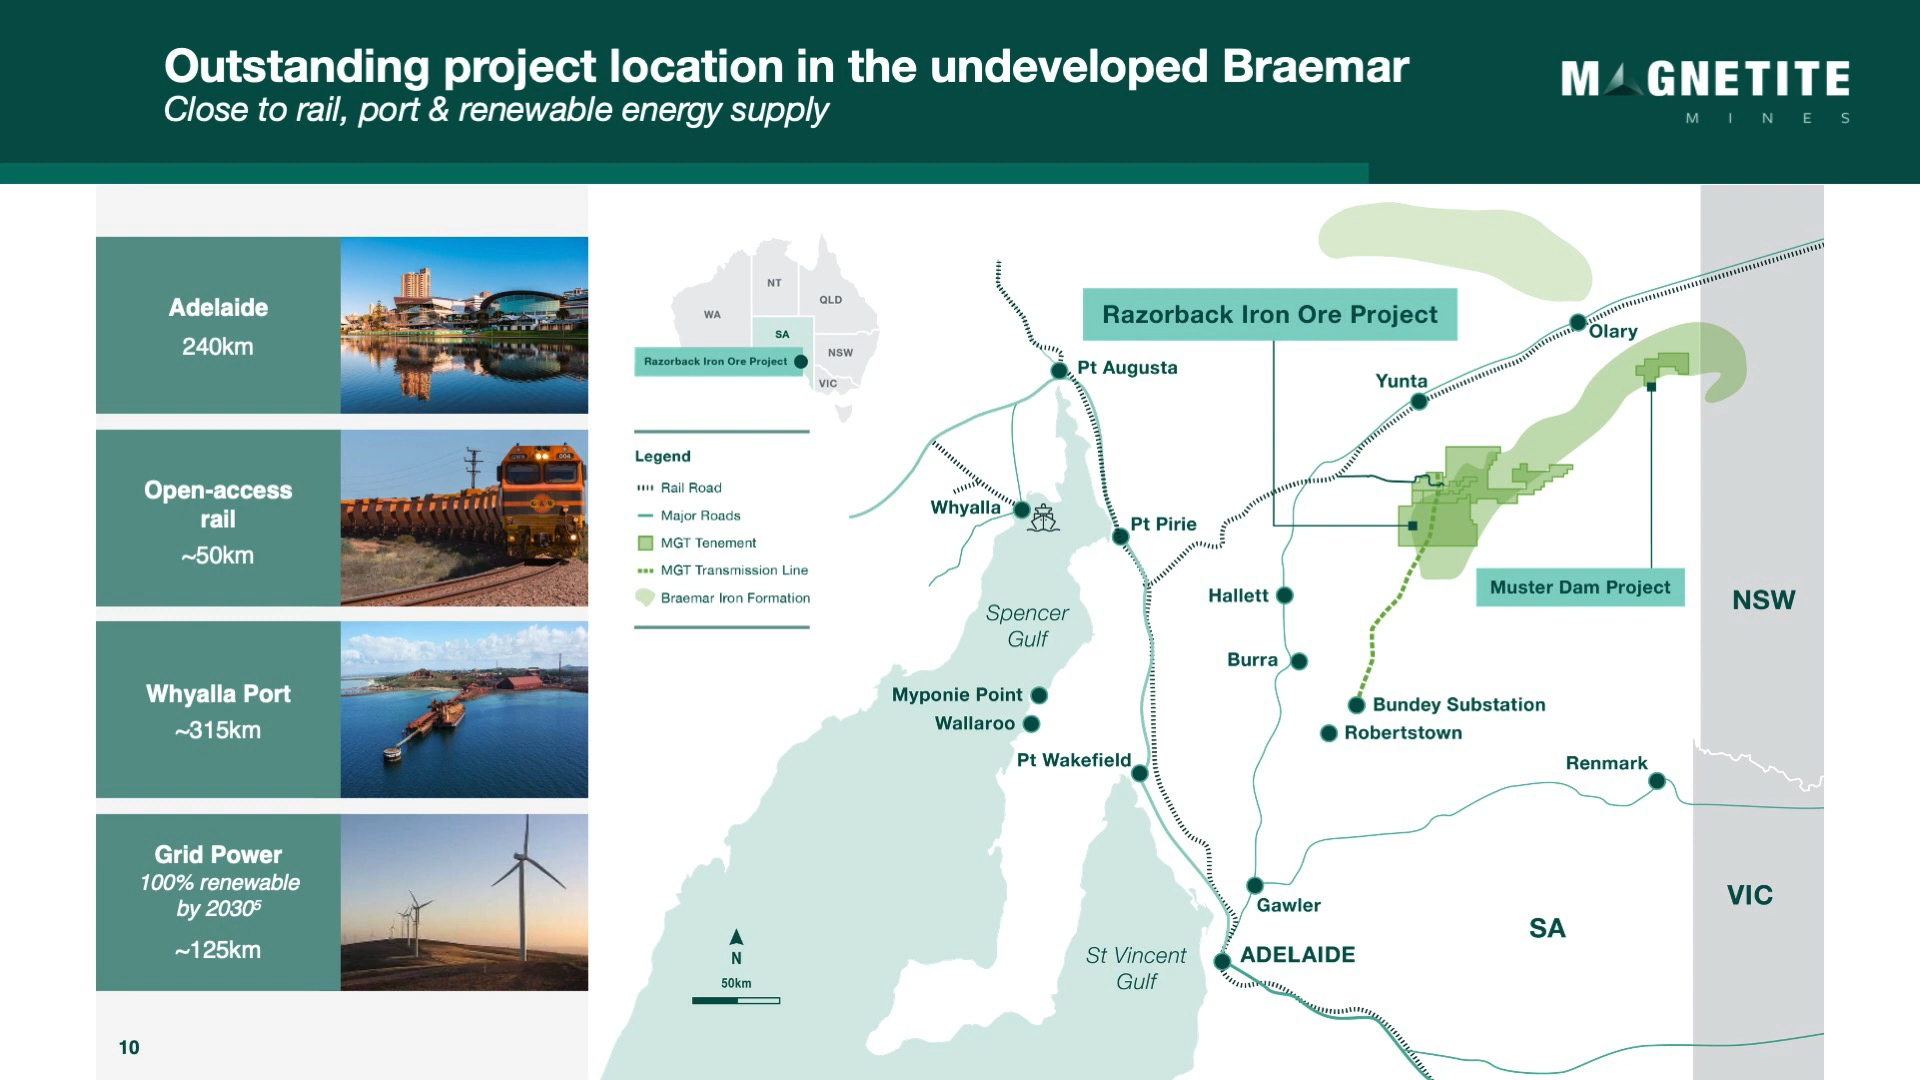 Outstanding project location in the undeveloped Braemar
Close to rail, port & renewable energy supply
MAGNETITE
MINES
Adelaide
240km
Open-access
rail
~50km
Whyalla Port
~315km
Grid Power
100% renewable
by 2030⁵
~125km
10
NT
WA
QLD
SA
NSW
VIC
Razorback Iron Ore Project
Legend
Rail Road
Major Roads
MGT Tenement
MGT Transmission Line
Braemar Iron Formation
Razorback Iron Ore Project
Olary
Pt Augusta
Yunta
Whyalla
Pt Pirie
Muster Dam Project
Hallett
NSW
Spencer
Gulf
Burra
Myponie Point
Wallaroo
Bundey Substation
Robertstown
Pt Wakefield
Renmark
Gawler
VIC
SA
ADELAIDE
St Vincent
Gulf
N
50km